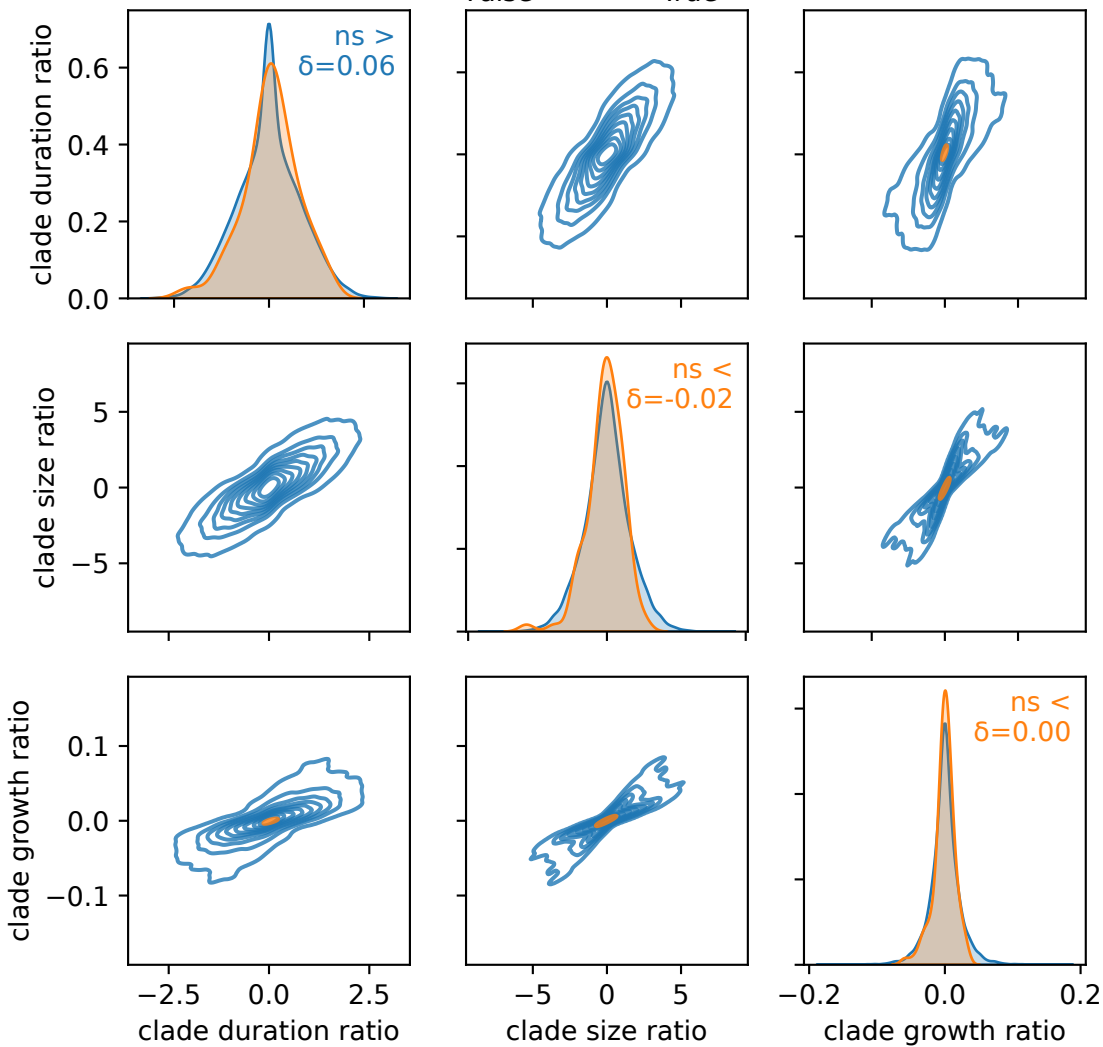 clade duration ratio
0.6
0.4
0.2
0.0
ns >
δ=0.06
clade size ratio
5
0
−5
ns <
δ=-0.02
clade growth ratio
0.1
0.0
−0.1
ns <
δ=0.00
−2.5 0.0 2.5
−5 0 5
−0.2 0.0 0.2
clade duration ratio
clade size ratio
clade growth ratio